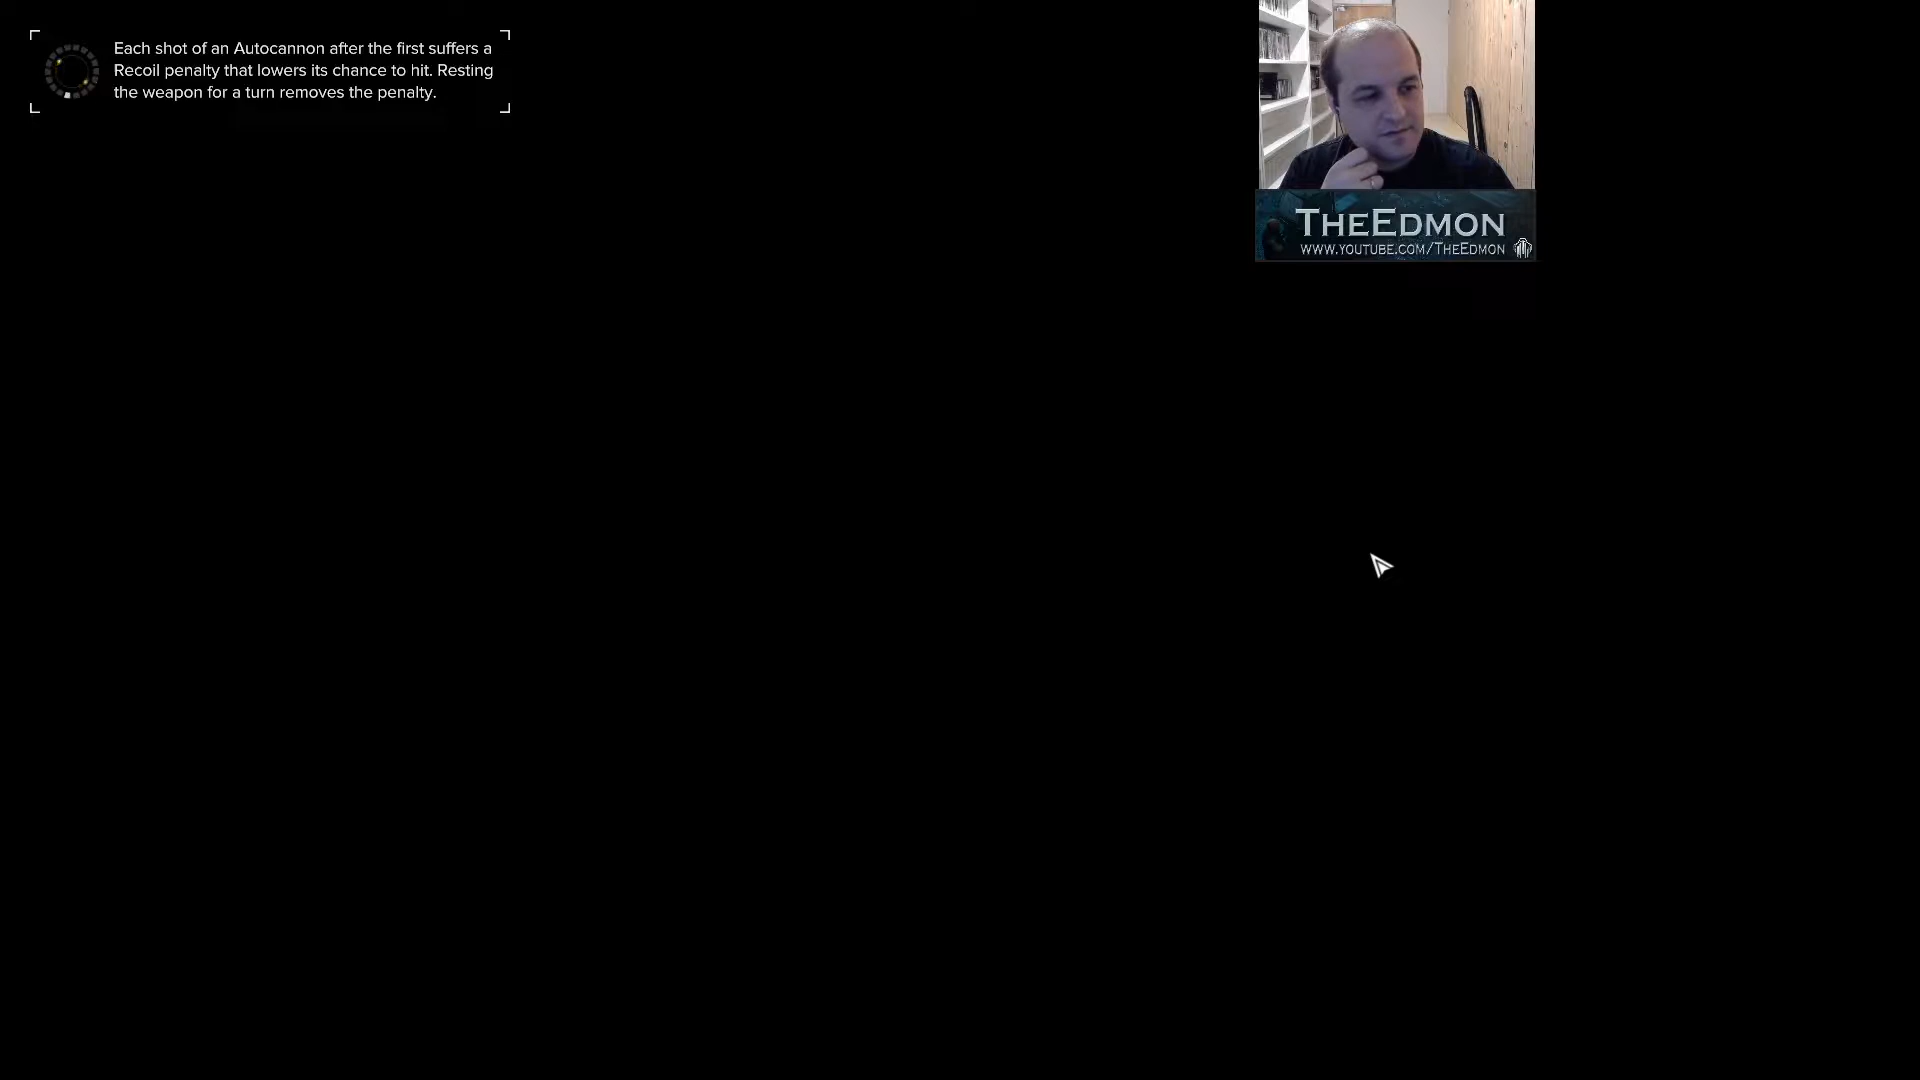 Each shot of an Autocannon after the first suffers a
Recoil penalty that lowers its chance to hit. Resting
the weapon for a turn removes the penalty.
TheEdmon
www.youtube.com/TheEdmon